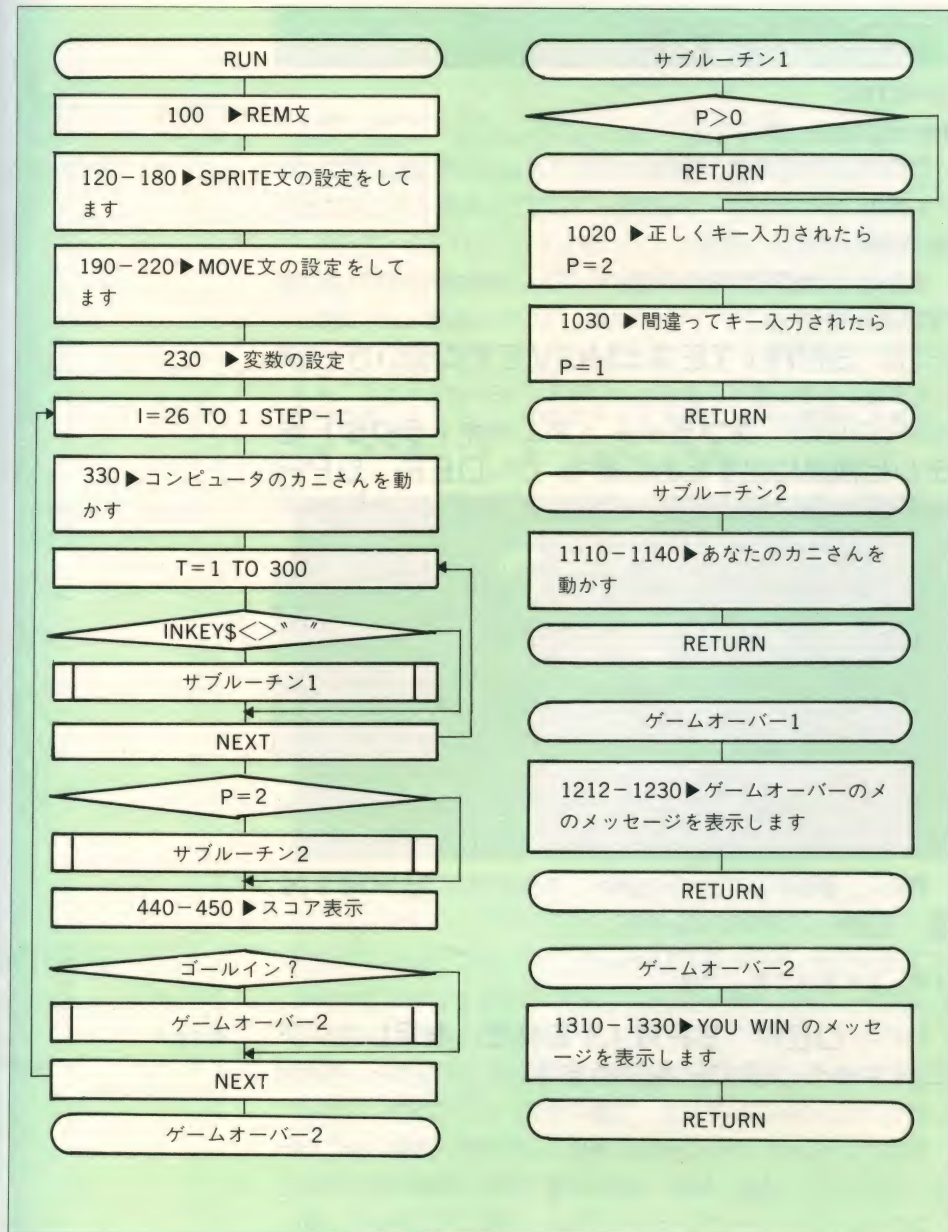 RUN
100 ▶REM文
120-180▶SPRITE文の設定をして
ます
190-220▶MOVE文の設定をして
ます
230 ▶変数の設定
I=26 TO 1 STEP-1
330▶コンピュータのカニさんを動
かす
T=1 TO 300
INKEY$<>〝 〞
サブルーチン1
NEXT
P=2
サブルーチン2
440-450▶スコア表示
ゴールイン?
ゲームオーバー2
NEXT
ゲームオーバー2
サブルーチン1
P>0
RETURN
1020 ▶正しくキー入力されたら
P=2
1030 ▶間違ってキー入力されたら
P=1
RETURN
サブルーチン2
1110-1140▶あなたのカニさんを
動かす
RETURN
ゲームオーバー1
1212-1230▶ゲームオーバーのメ
のメッセージを表示します
RETURN
ゲームオーバー2
1310-1330▶YOU WIN のメッセ
ージを表示します
RETURN